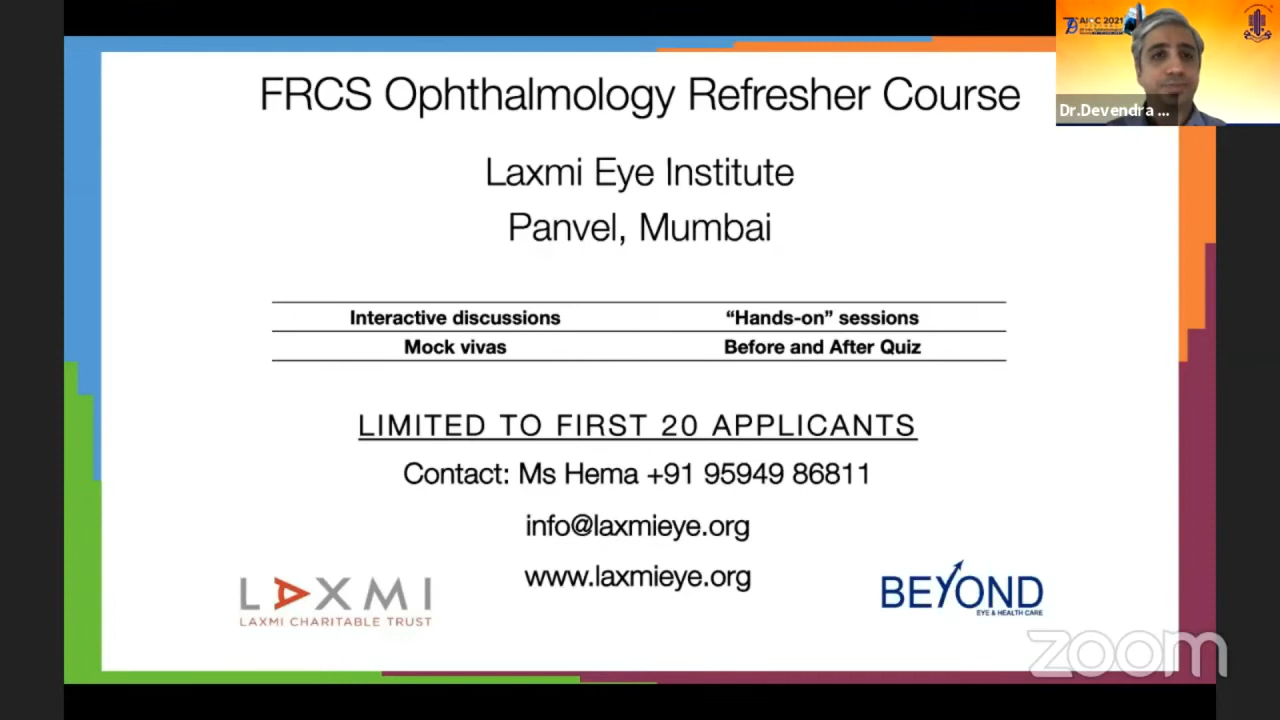 FRCS Ophthalmology Refresher Course
Laxmi Eye Institute
Panvel, Mumbai
Interactive discussions “Hands-on” sessions
Mock vivas Before and After Quiz
LIMITED TO FIRST 20 APPLICANTS
Contact: Ms Hema +91 95949 86811
info@laxmieye.org
www.laxmieye.org
LAXMI
LAXMI CHARITABLE TRUST
BEYOND
EYE & HEALTH CARE
zoom
AIOC 2021
Dr.Devendra ...